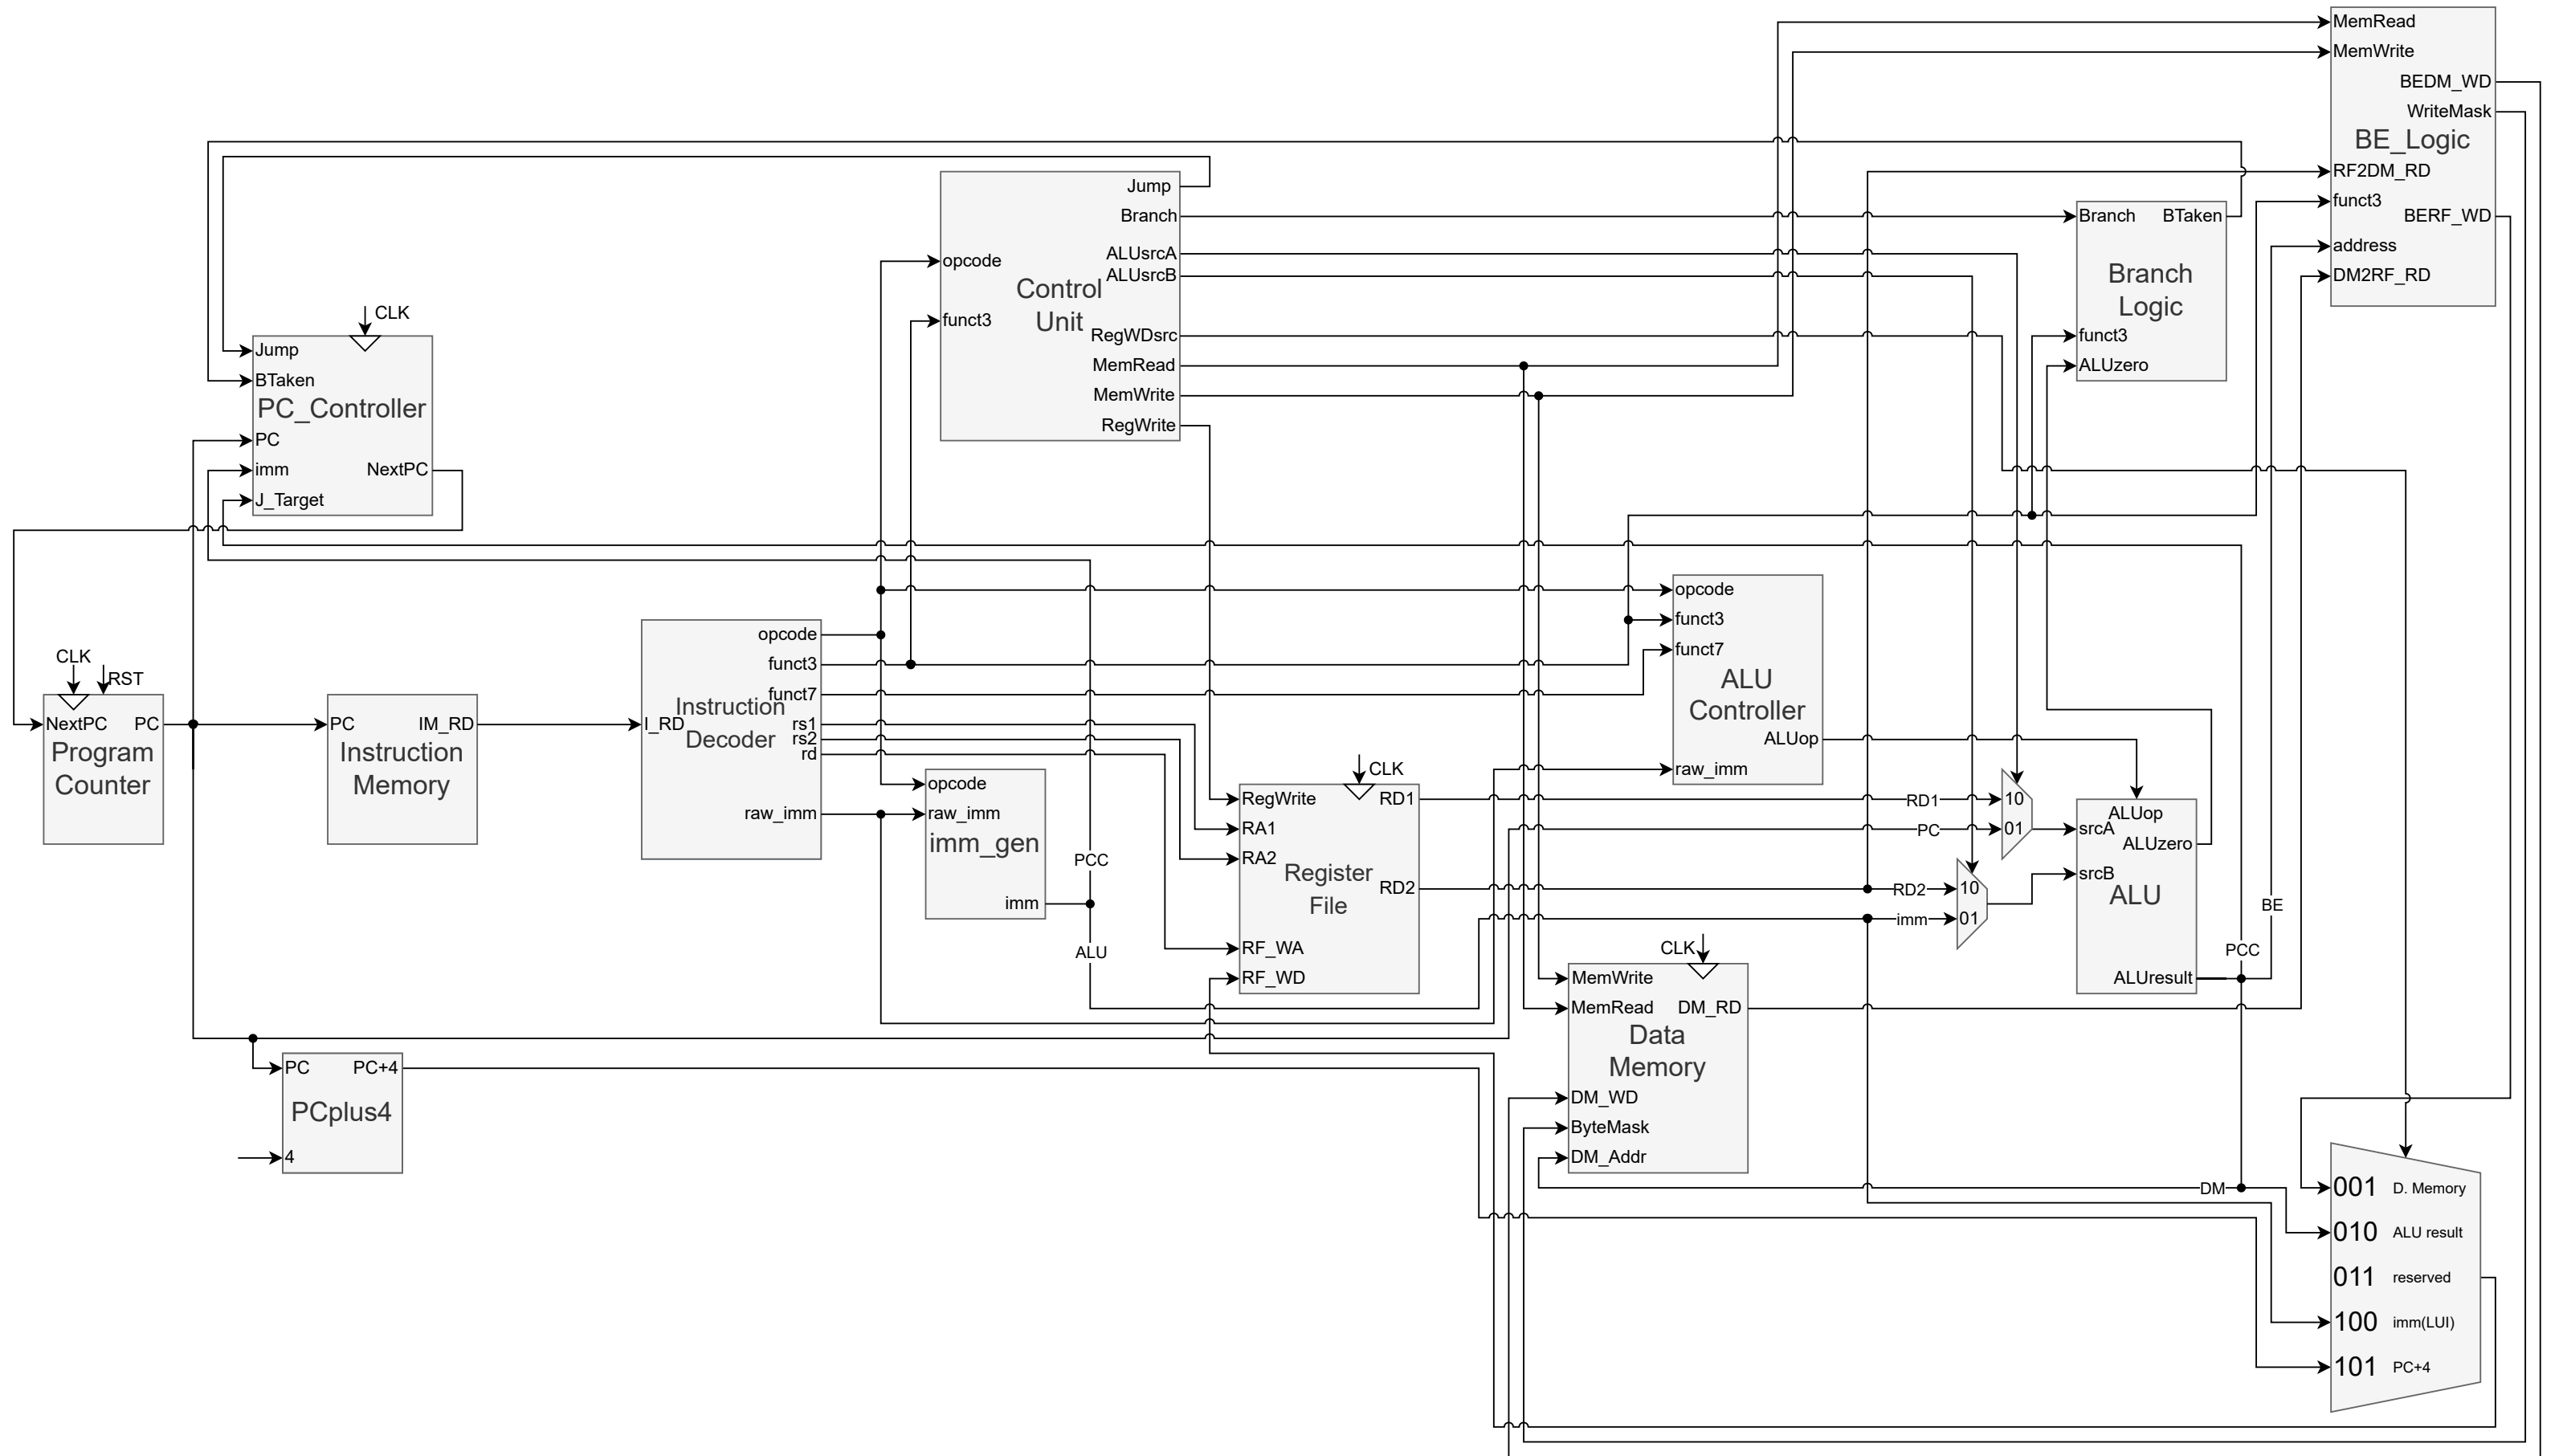 MemRead
MemWrite
BEDM_WD
WriteMask
BE_Logic
RF2DM_RD
funct3
BERF_WD
address
DM2RF_RD
Jump
Branch
ALUsrcA
ALUsrcB
opcode
Control
Unit
funct3
RegWDsrc
MemRead
MemWrite
RegWrite
Branch BTaken
Branch
Logic
funct3
ALUzero
CLK
Jump
BTaken
PC_Controller
PC
imm NextPC
J_Target
CLK
RST
NextPC PC
Program
Counter
PC IM_RD
Instruction
Memory
opcode
funct3
funct7
I_RD
Instruction
Decoder
rs1
rs2
rd
raw_imm
opcode
raw_imm
imm_gen
imm
PCC
ALU
opcode
funct3
funct7
ALU
Controller
ALUop
raw_imm
CLK
RegWrite RD1
RA1
RA2
Register
File
RD2
RF_WA
RF_WD
RD1
10
PC
01
RD2
10
imm
01
ALUop
srcA
ALUzero
srcB
ALU
ALUresult
BE
PCC
CLK
MemWrite
MemRead DM_RD
Data
Memory
DM_WD
ByteMask
DM_Addr
DM
PC PC+4
PCplus4
4
001 D. Memory
010 ALU result
011 reserved
100 imm(LUI)
101 PC+4